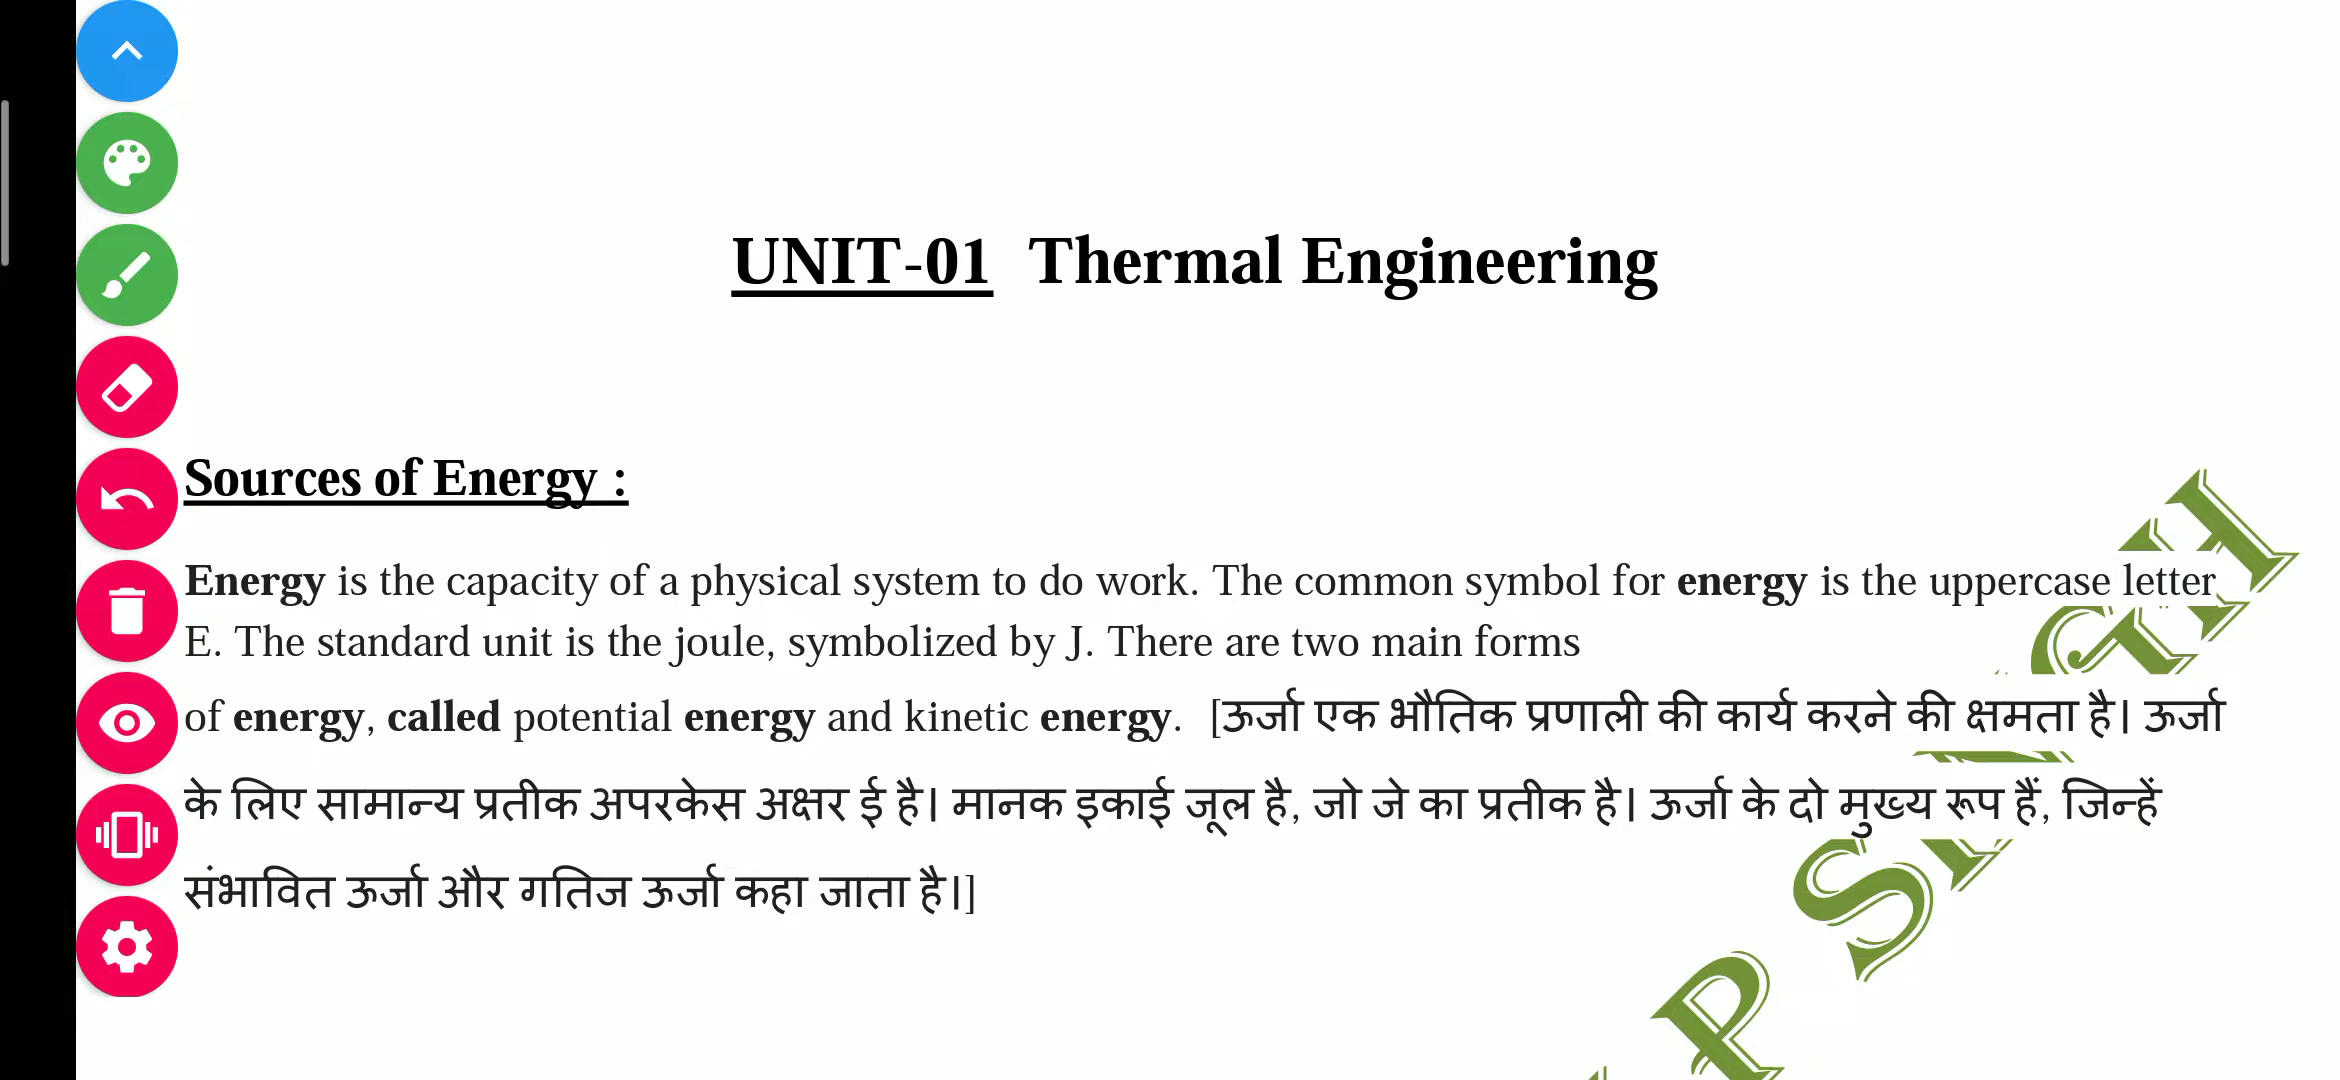 UNIT-01 Thermal Engineering
Sources of Energy :
Energy is the capacity of a physical system to do work. The common symbol for energy is the uppercase letter
E. The standard unit is the joule, symbolized by J. There are two main forms
of energy, called potential energy and kinetic energy. [ऊर्जा एक भौतिक प्रणाली की कार्य करने की क्षमता है। ऊर्जा
के लिए सामान्य प्रतीक अपरकेस अक्षर ई है। मानक इकाई जूल है, जो जे का प्रतीक है। ऊर्जा के दो मुख्य रूप हैं, जिन्हें
संभावित ऊर्जा और गतिज ऊर्जा कहा जाता है।]